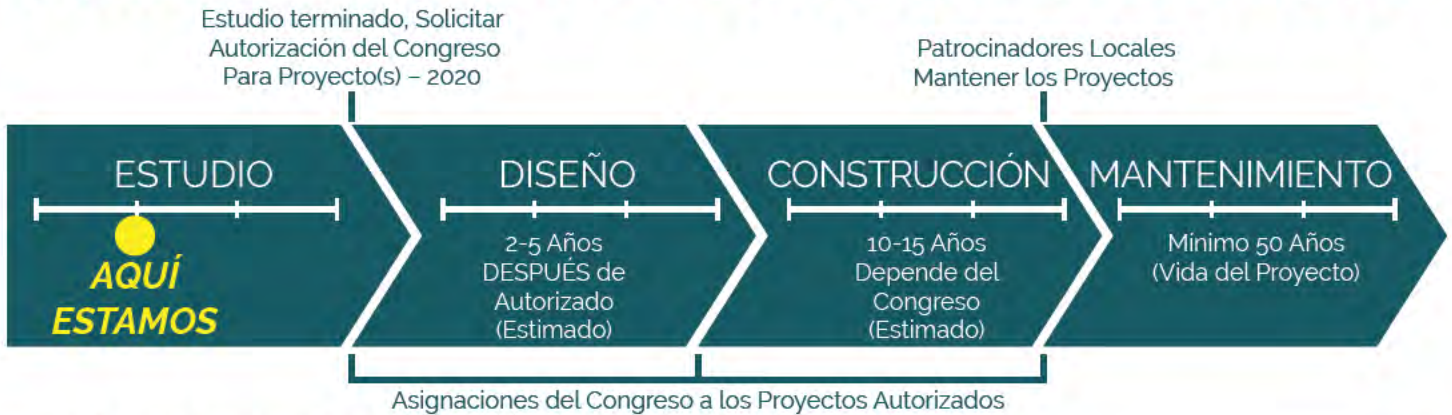 Estudio terminado, Solicitar
Autorización del Congreso
Para Proyecto(s) – 2020
Patrocinadores Locales
Mantener los Proyectos
ESTUDIO
AQUÍ
ESTAMOS
DISEÑO
2-5 Años
DESPUÉS de
Autorizado
(Estimado)
CONSTRUCCIÓN
10-15 Años
Depende del
Congreso
(Estimado)
MANTENIMIENTO
Minimo 50 Años
(Vida del Proyecto)
Asignaciones del Congreso a los Proyectos Autorizados